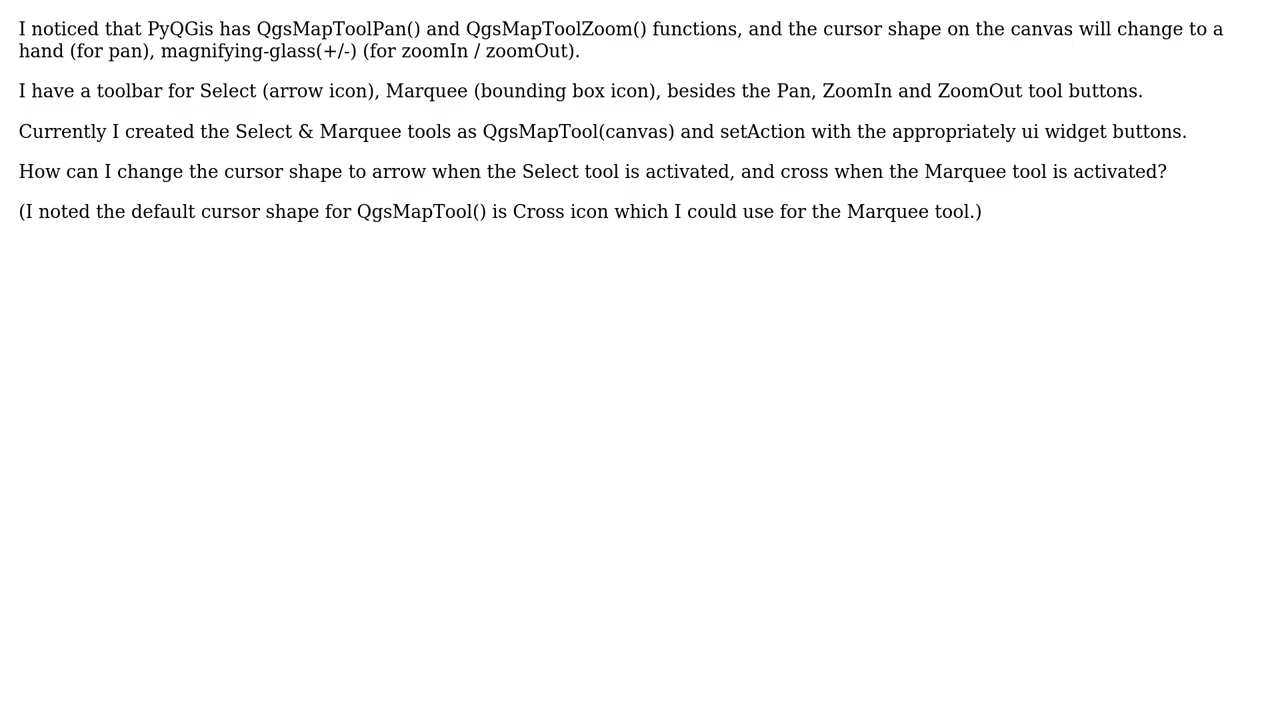 I noticed that PyQGis has QgsMapToolPan() and QgsMapToolZoom() functions, and the cursor shape on the canvas will change to a
hand (for pan), magnifying-glass(+/-) (for zoomIn / zoomOut).
I have a toolbar for Select (arrow icon), Marquee (bounding box icon), besides the Pan, ZoomIn and ZoomOut tool buttons.
Currently I created the Select & Marquee tools as QgsMapTool(canvas) and setAction with the appropriately ui widget buttons.
How can I change the cursor shape to arrow when the Select tool is activated, and cross when the Marquee tool is activated?
(I noted the default cursor shape for QgsMapTool() is Cross icon which I could use for the Marquee tool.)